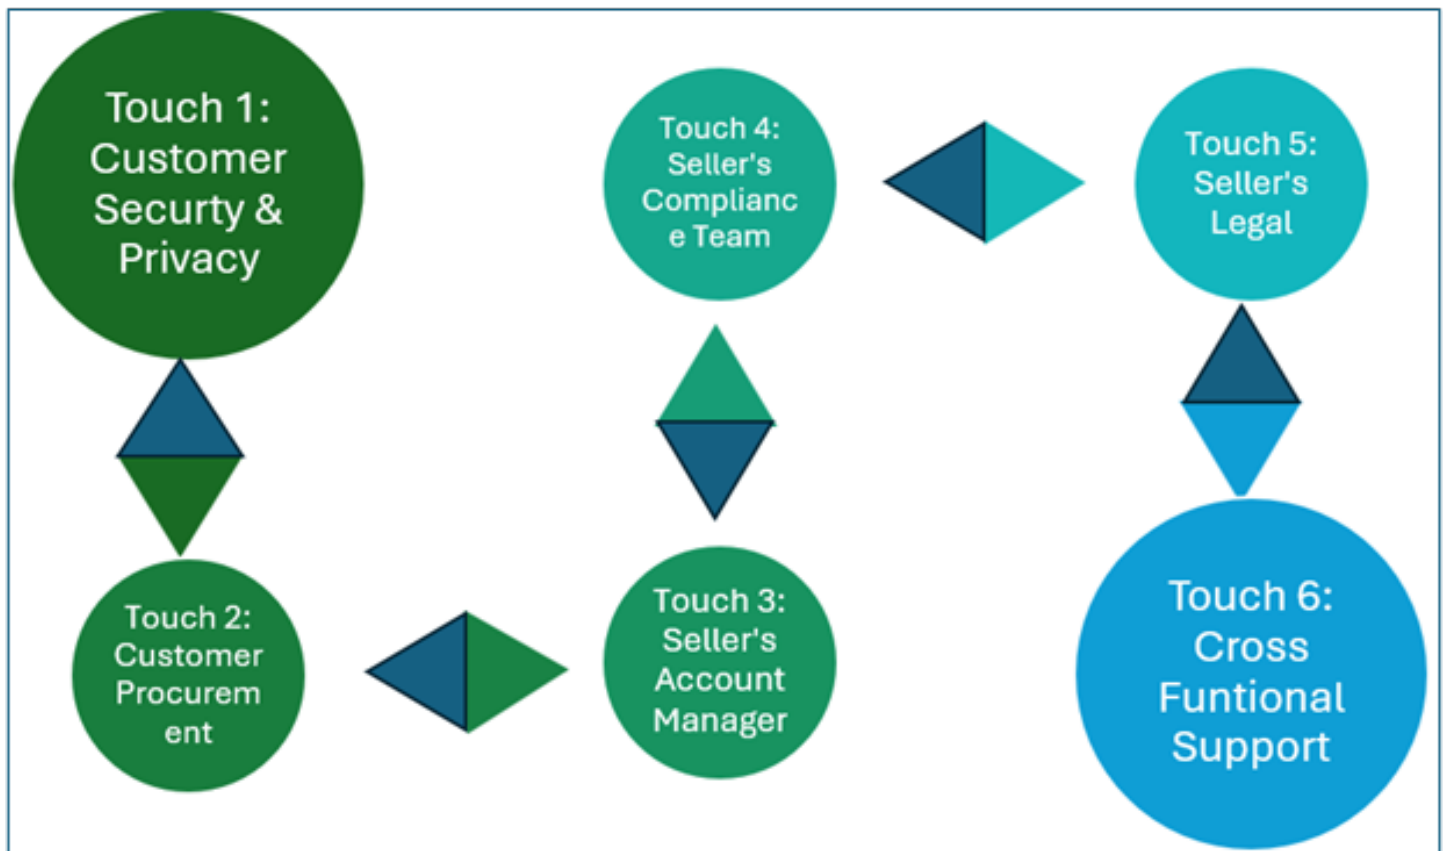 Touch 1:
Customer
Securty &
Privacy
Touch 2:
Customer
Procurem
ent
Touch 3:
Seller's
Account
Manager
Touch 4:
Seller's
Complianc
e Team
Touch 5:
Seller's
Legal
Touch 6:
Cross
Funtional
Support